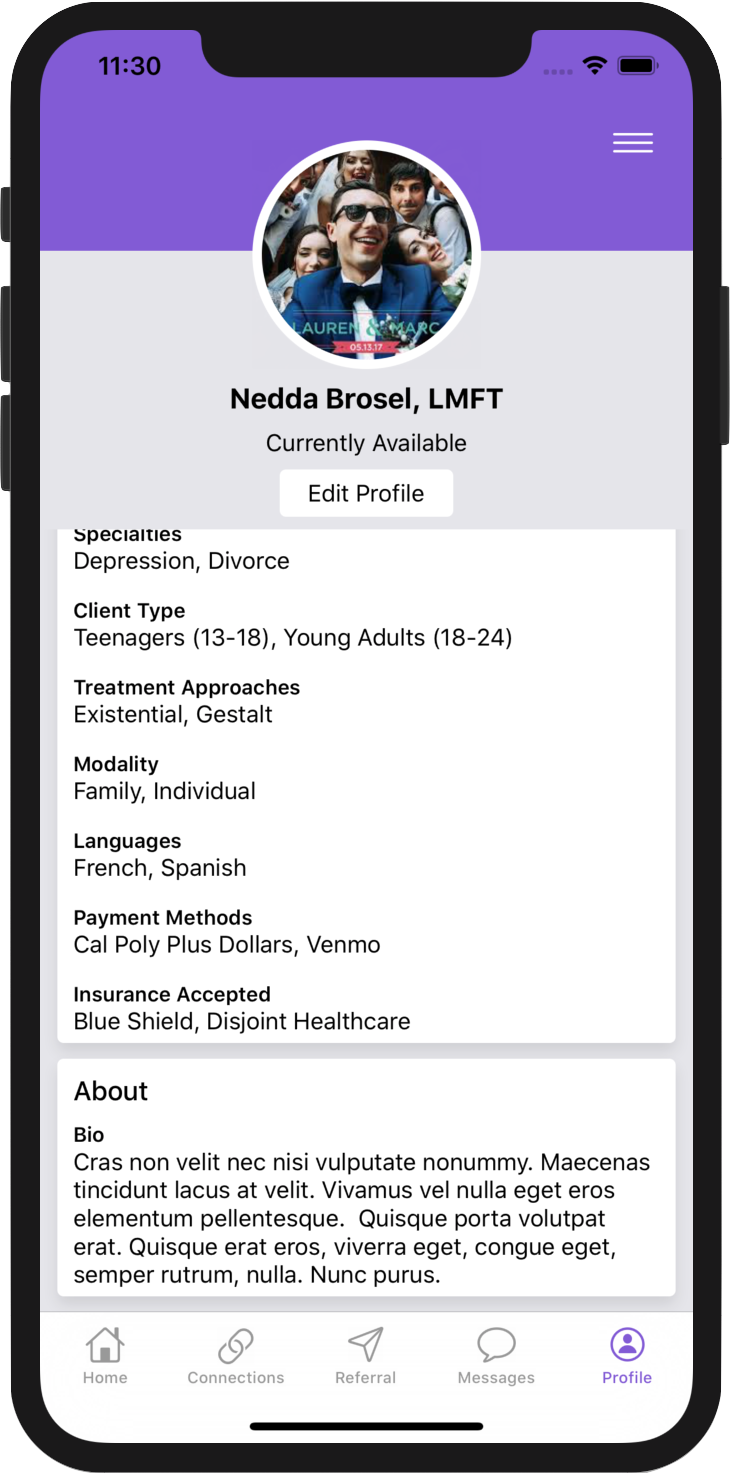 11:30
LAUREN & MARC
05.13.17
Nedda Brosel, LMFT
Currently Available
Edit Profile
Specialties
Depression, Divorce
Client Type
Teenagers (13-18), Young Adults (18-24)
Treatment Approaches
Existential, Gestalt
Modality
Family, Individual
Languages
French, Spanish
Payment Methods
Cal Poly Plus Dollars, Venmo
Insurance Accepted
Blue Shield, Disjoint Healthcare
About
Bio
Cras non velit nec nisi vulputate nonummy. Maecenas
tincidunt lacus at velit. Vivamus vel nulla eget eros
elementum pellentesque.  Quisque porta volutpat
erat. Quisque erat eros, viverra eget, congue eget,
semper rutrum, nulla. Nunc purus.
Home Connections Referral Messages Profile